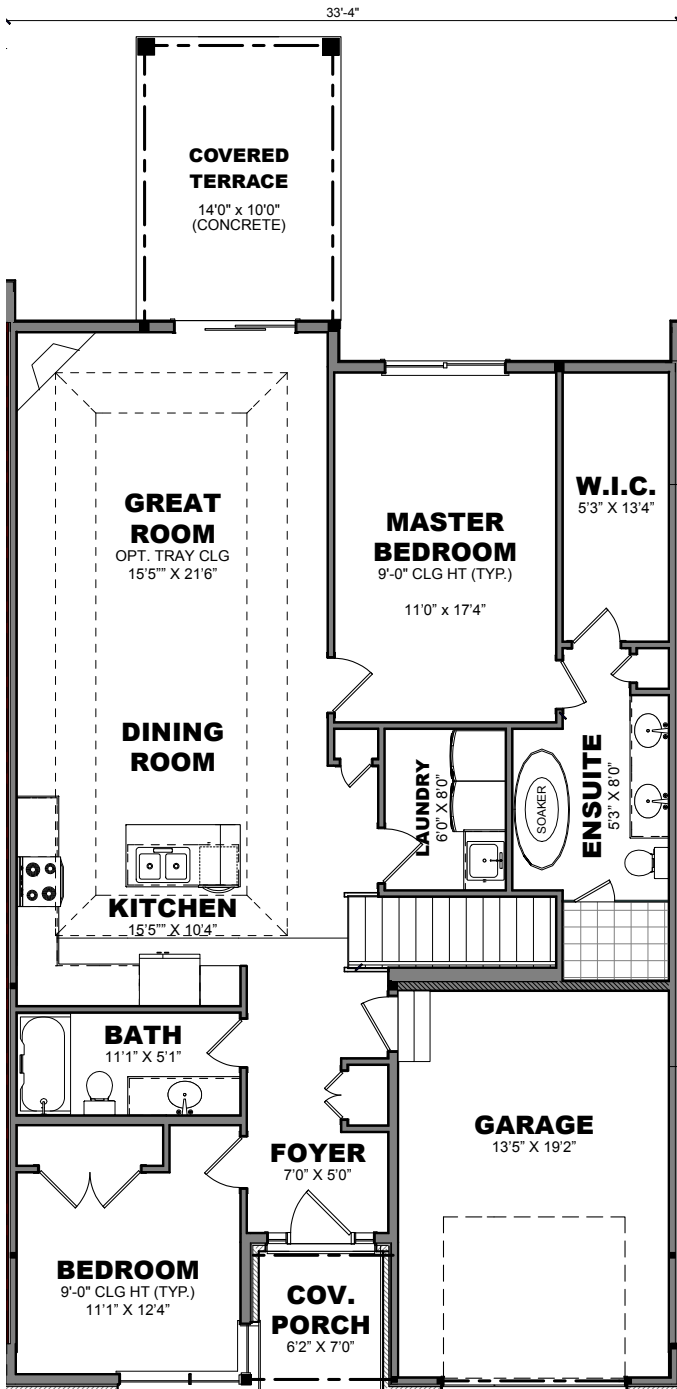 33'-4"
COVERED
TERRACE
14'0" x 10'0"
(CONCRETE)
GREAT
ROOM
OPT. TRAY CLG
15'5"" X 21'6"
MASTER
BEDROOM
9'-0" CLG HT (TYP.)
11'0" x 17'4"
W.I.C.
5'3" X 13'4"
DINING
ROOM
LAUNDRY
6'0" X 8'0"
SOAKER
ENSUITE
5'3" X 8'0"
KITCHEN
15'5"" X 10'4"
BATH
11'1" X 5'1"
GARAGE
13'5" X 19'2"
FOYER
7'0" X 5'0"
BEDROOM
9'-0" CLG HT (TYP.)
11'1" X 12'4"
COV.
PORCH
6'2" X 7'0"